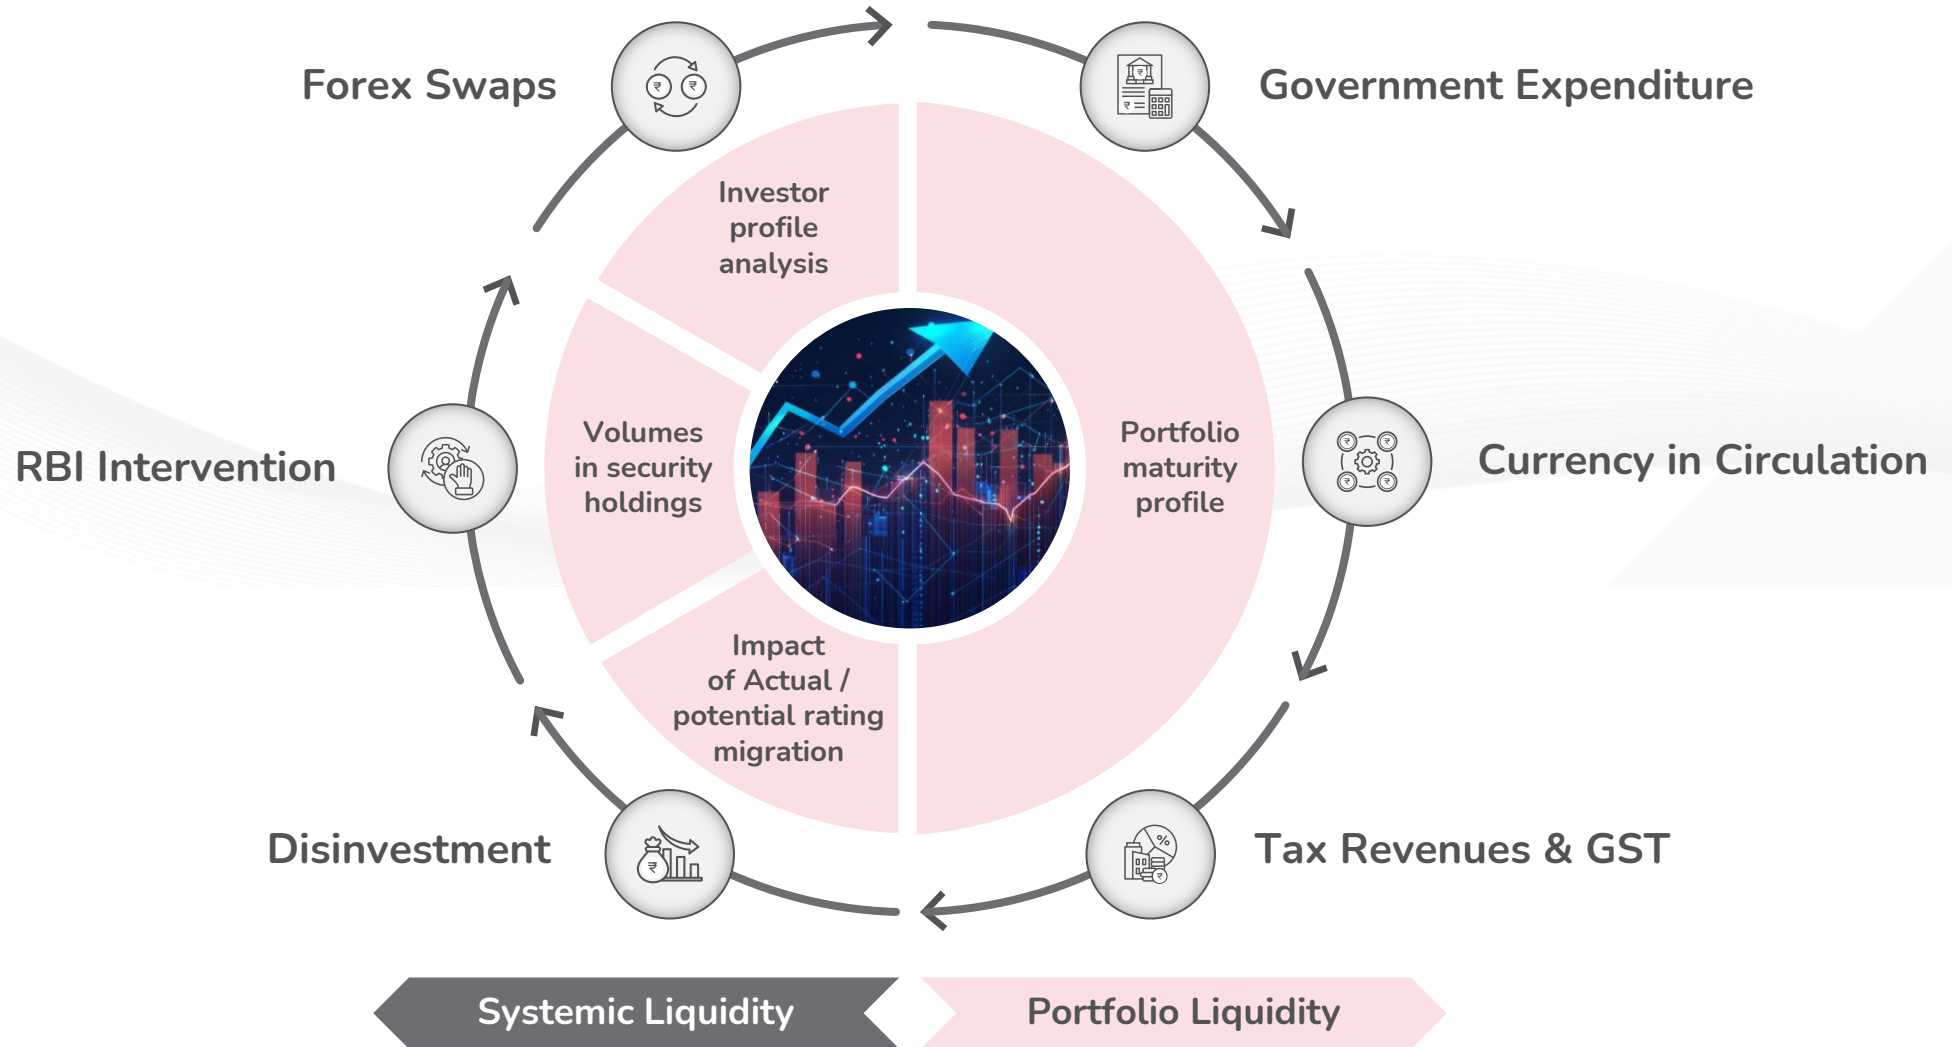 Forex Swaps
Government Expenditure
Investor
profile
analysis
RBI Intervention
Volumes
in security
holdings
Portfolio
maturity
profile
Currency in Circulation
Impact
of Actual /
potential rating
migration
Disinvestment
Tax Revenues & GST
Systemic Liquidity
Portfolio Liquidity